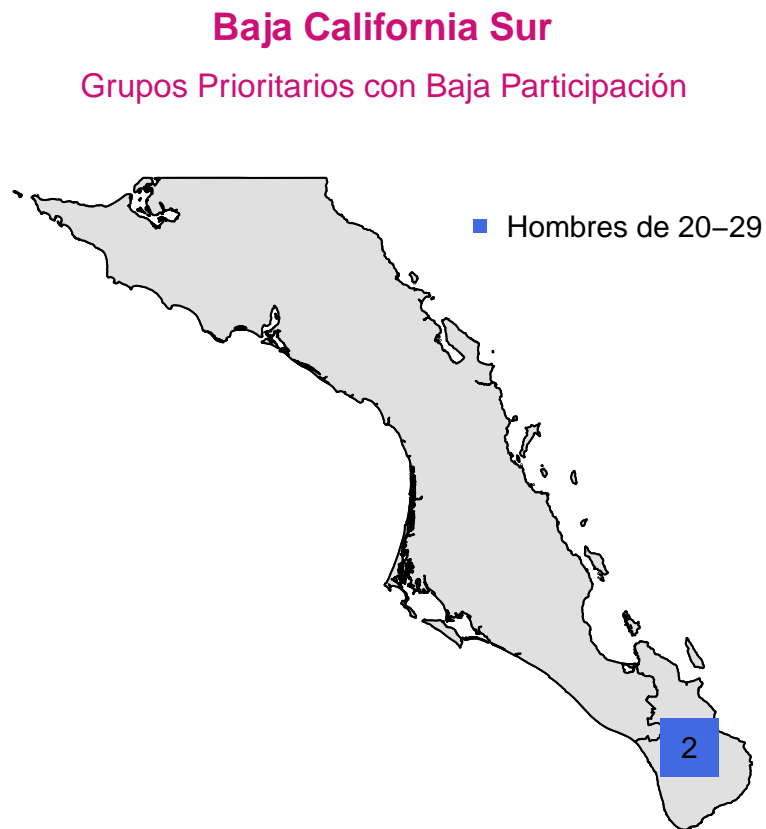 Baja California Sur
Grupos Prioritarios con Baja Participación
Hombres de 20−29
2